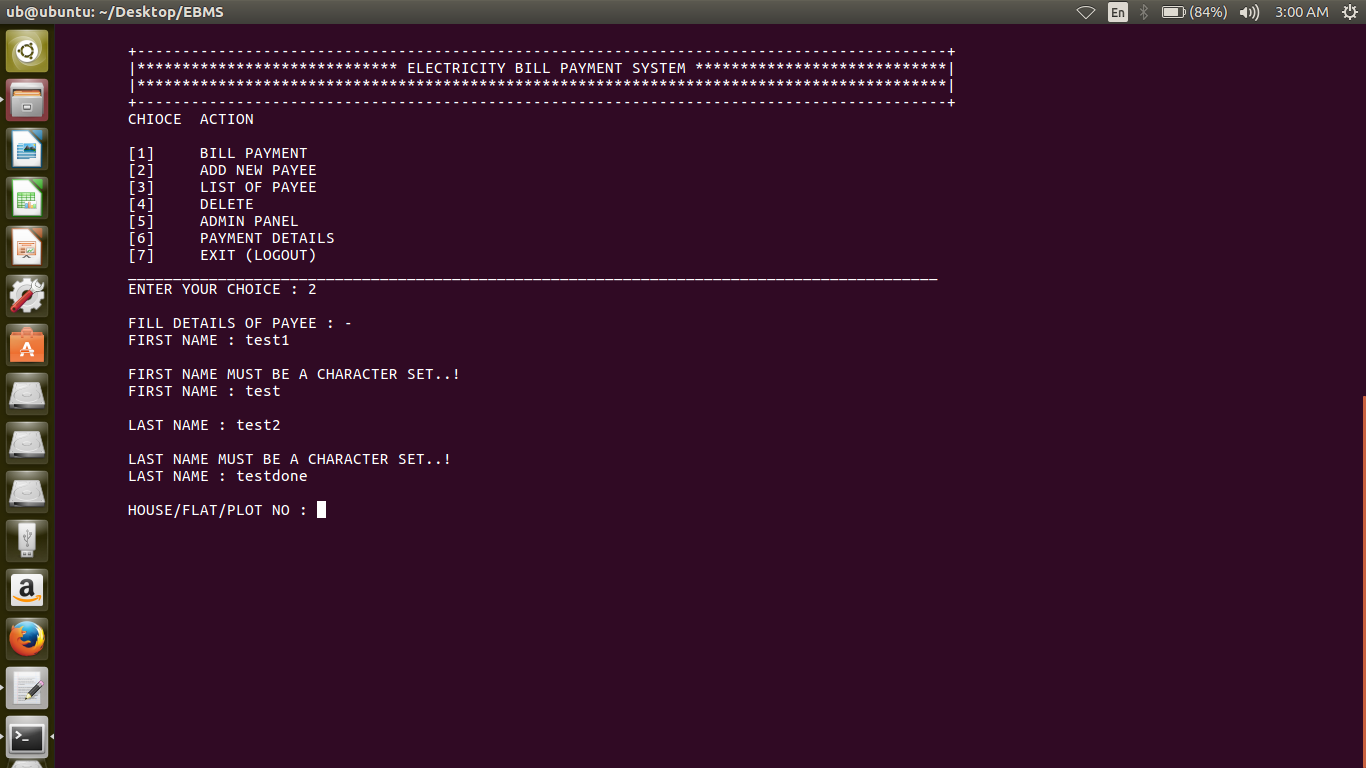 ub@ubuntu: ~/Desktop/EBMS En (84%) 3:00 AM
+------------------------------------------------------------------------------------------+
|***************************** ELECTRICITY BILL PAYMENT SYSTEM ****************************|
|******************************************************************************************|
+------------------------------------------------------------------------------------------+
CHIOCE  ACTION
[1]     BILL PAYMENT
[2]     ADD NEW PAYEE
[3]     LIST OF PAYEE
[4]     DELETE
[5]     ADMIN PANEL
[6]     PAYMENT DETAILS
[7]     EXIT (LOGOUT)
__________________________________________________________________________________________
ENTER YOUR CHOICE : 2
FILL DETAILS OF PAYEE : -
FIRST NAME : test1
FIRST NAME MUST BE A CHARACTER SET..!
FIRST NAME : test
LAST NAME : test2
LAST NAME MUST BE A CHARACTER SET..!
LAST NAME : testdone
HOUSE/FLAT/PLOT NO :